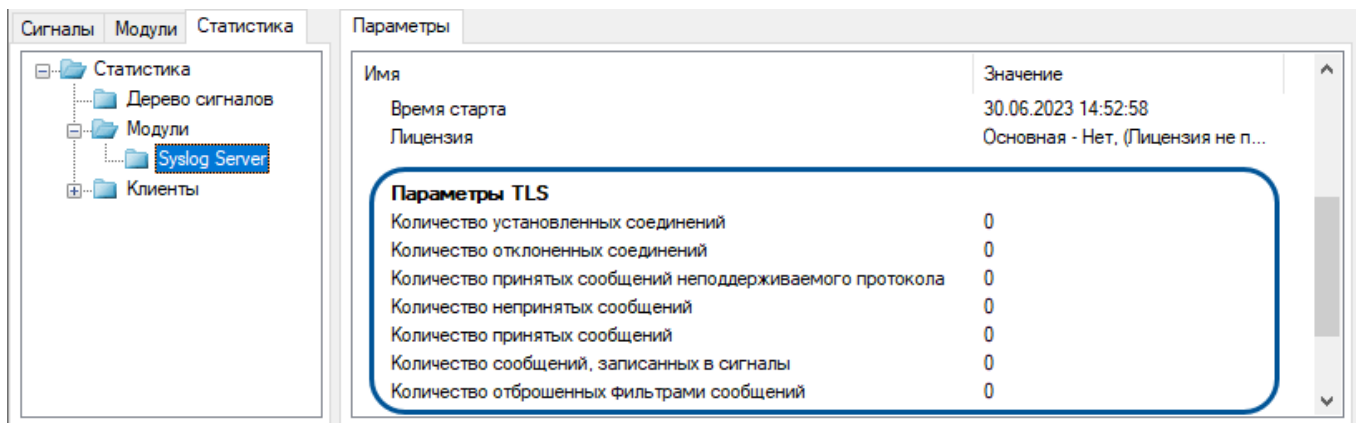 Сигналы Модули Статистика
Статистика
Дерево сигналов
Модули
Syslog Server
Клиенты
Параметры
Имя Значение
Время старта 30.06.2023 14:52:58
Лицензия Основная - Нет, (Лицензия не п...
Параметры TLS
Количество установленных соединений 0
Количество отклоненных соединений 0
Количество принятых сообщений неподдерживаемого протокола 0
Количество непринятых сообщений 0
Количество принятых сообщений 0
Количество сообщений, записанных в сигналы 0
Количество отброшенных фильтрами сообщений 0